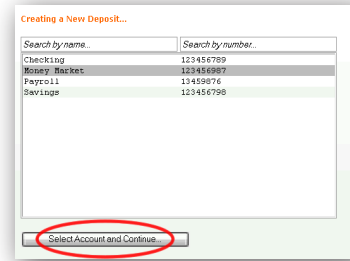 Creating a New Deposit...
Search by name... Search by number...
Checking 123456789
Money Market 123456987
Payroll 13459876
Savings 123456798
Select Account and Continue...